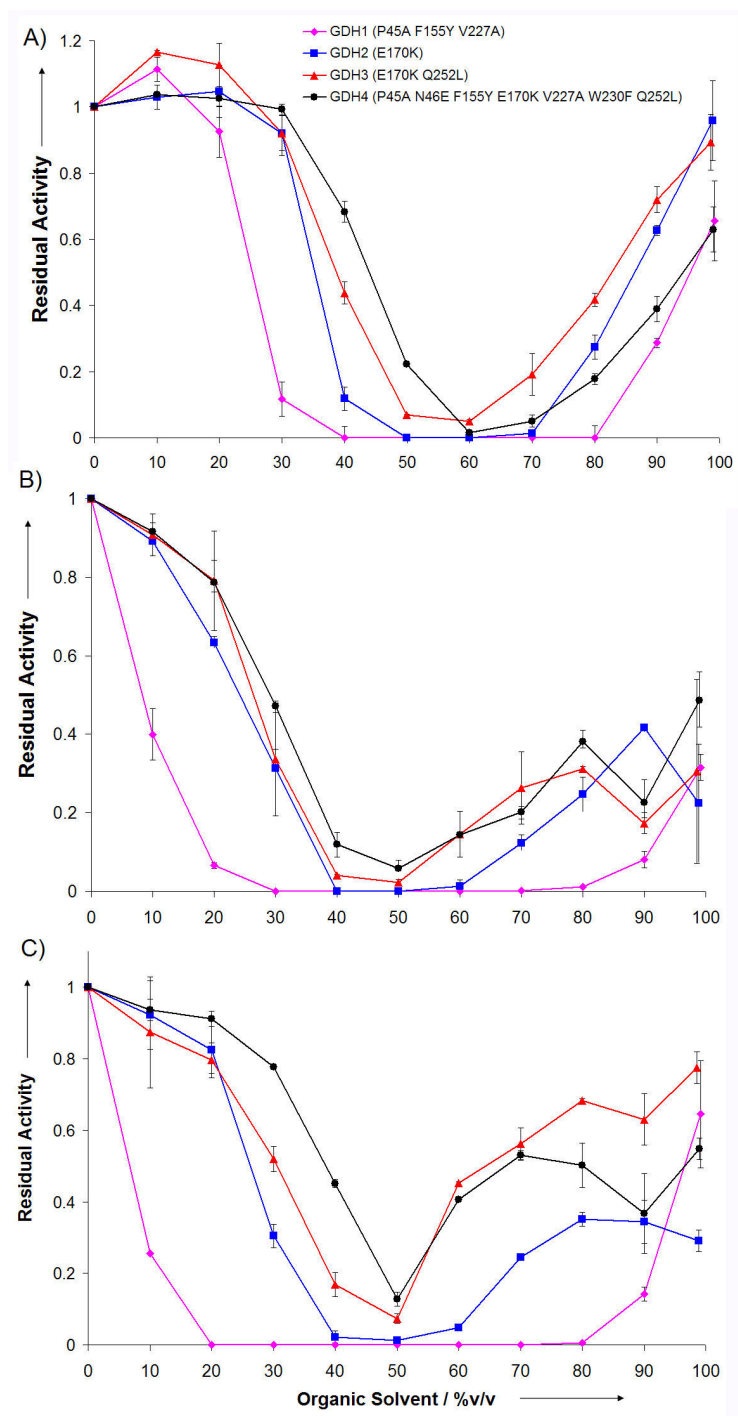 A)
GDH1 (P45A F155Y V227A)
GDH2 (E170K)
GDH3 (E170K Q252L)
GDH4 (P45A N46E F155Y E170K V227A W230F Q252L)
Residual Activity
1.2
1
0.8
0.6
0.4
0.2
0
0 10 20 30 40 50 60 70 80 90 100
B)
Residual Activity
1
0.8
0.6
0.4
0.2
0
0 10 20 30 40 50 60 70 80 90 100
C)
Residual Activity
1
0.8
0.6
0.4
0.2
0
0 10 20 30 40 50 60 70 80 90 100
Organic Solvent / %v/v